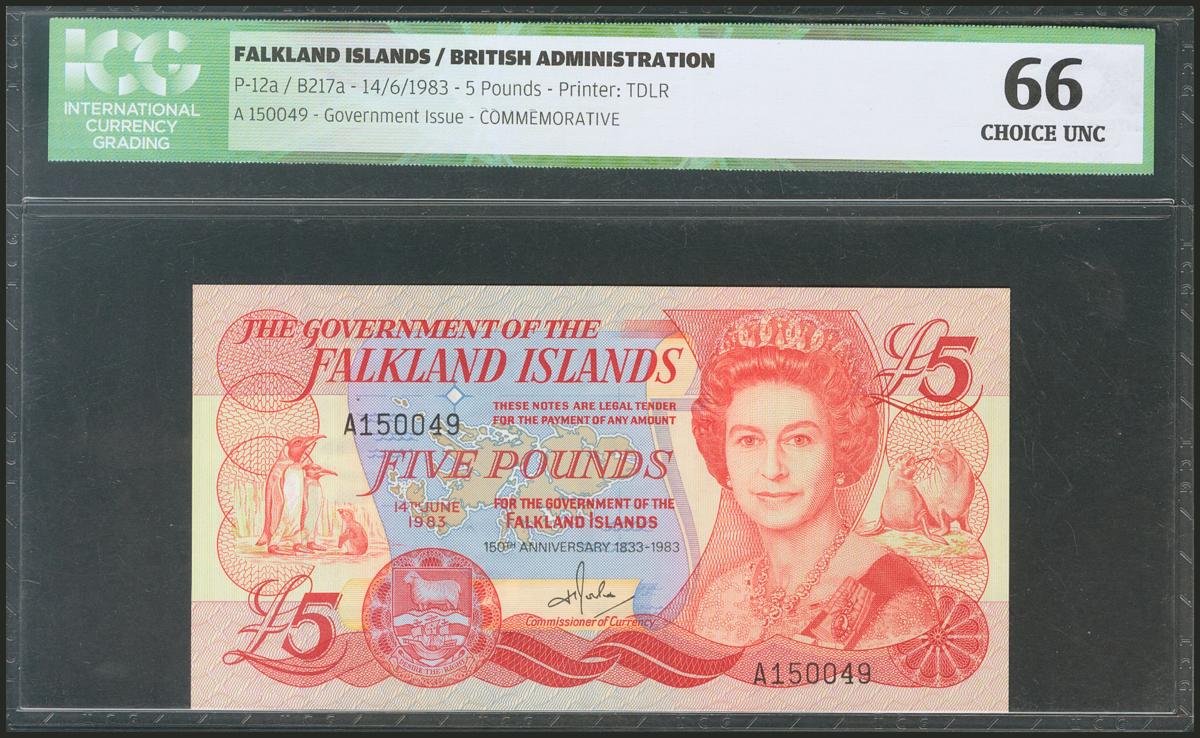 ICG
INTERNATIONAL
CURRENCY
GRADING
FALKLAND ISLANDS / BRITISH ADMINISTRATION
P-12a / B217a - 14/6/1983 - 5 Pounds - Printer: TDLR
A 150049 - Government Issue - COMMEMORATIVE
66
CHOICE UNC
THE GOVERNMENT OF THE
FALKLAND ISLANDS
£5
THESE NOTES ARE LEGAL TENDER
FOR THE PAYMENT OF ANY AMOUNT
A150049
FIVE POUNDS
14TH JUNE
1983
FOR THE GOVERNMENT OF THE
FALKLAND ISLANDS
150TH ANNIVERSARY 1833-1983
Commissioner of Currency
£5
DESIRE THE RIGHT
A150049